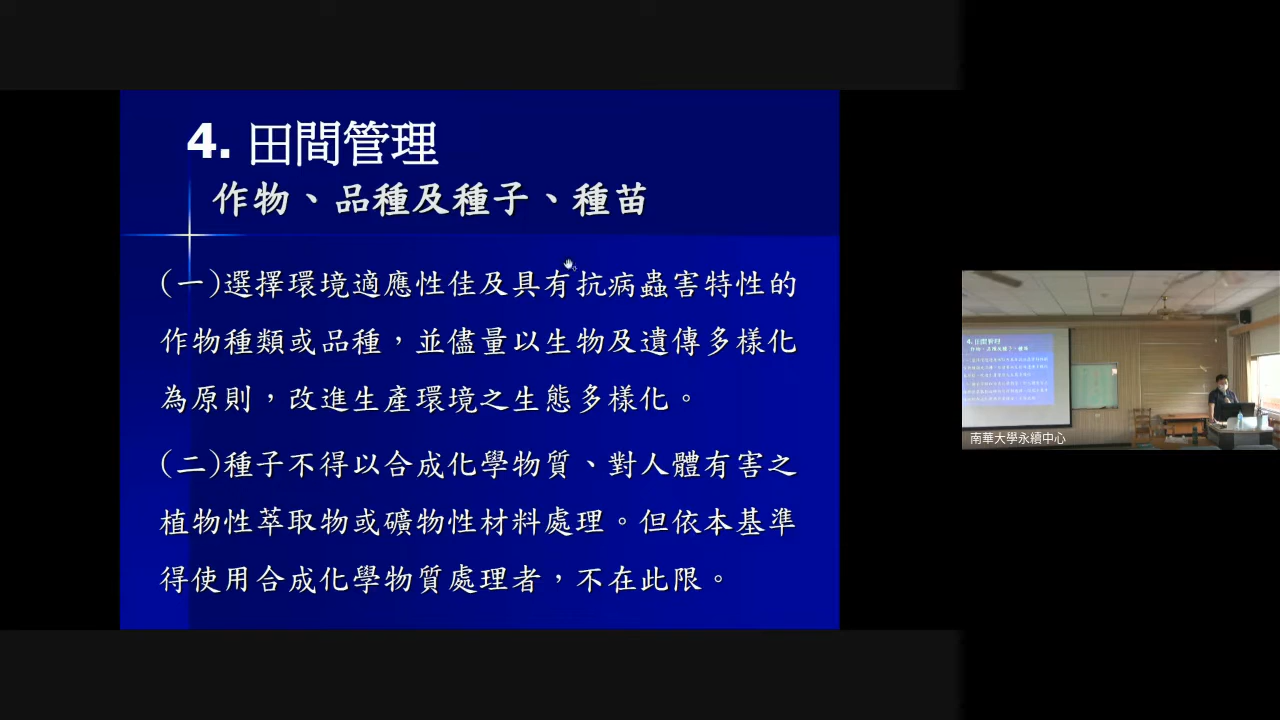 4. 田間管理
作物、品種及種子、種苗
(一)選擇環境適應性佳及具有抗病蟲害特性的
作物種類或品種，並儘量以生物及遺傳多樣化
為原則，改進生產環境之生態多樣化。
(二)種子不得以合成化學物質、對人體有害之
植物性萃取物或礦物性材料處理。但依本基準
得使用合成化學物質處理者，不在此限。
南華大學永續中心